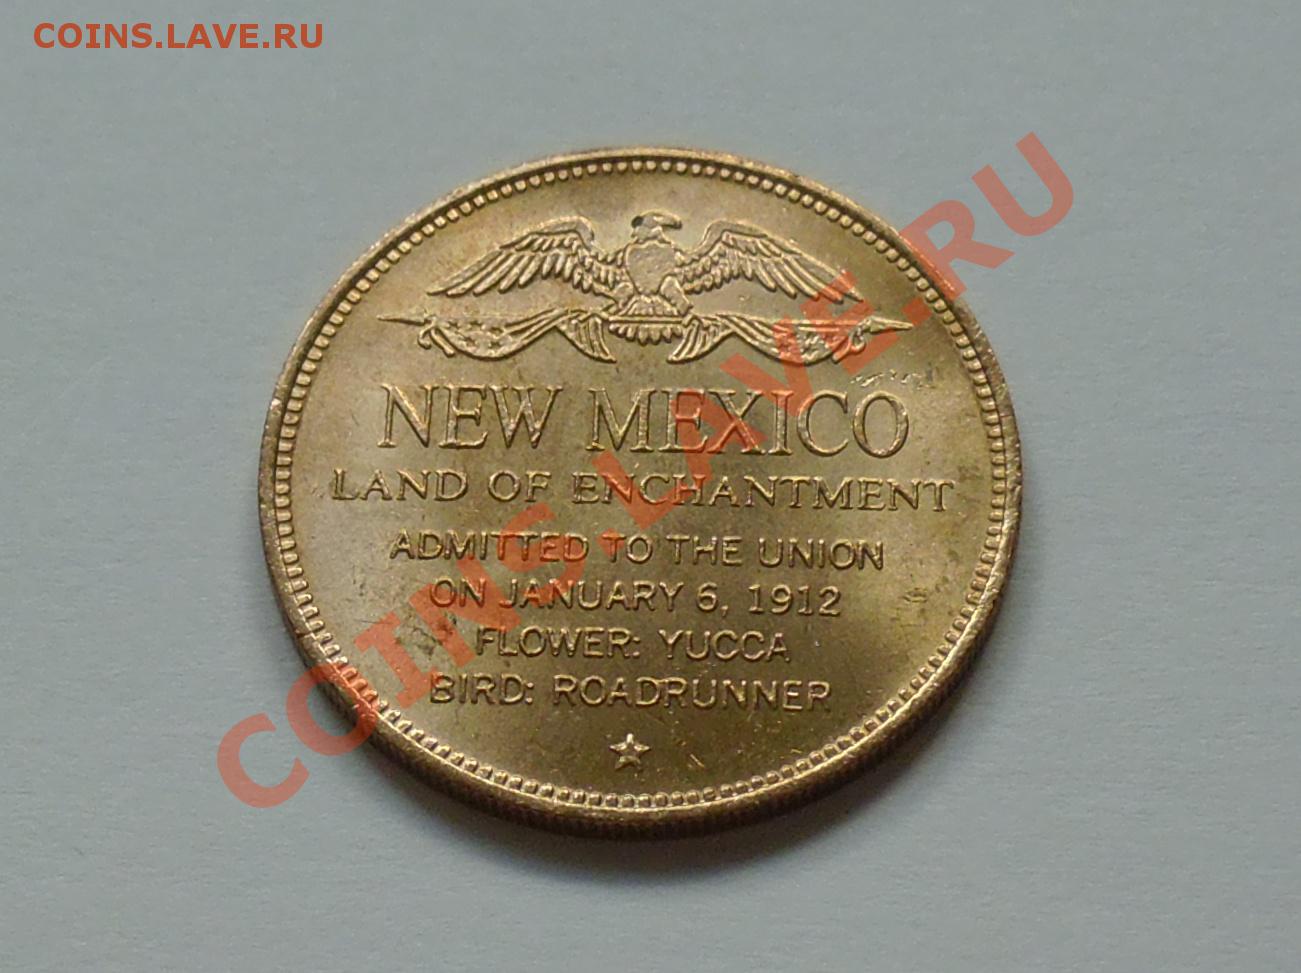 COINS.LAVE.RU
NEW MEXICO
LAND OF ENCHANTMENT
ADMITTED TO THE UNION
ON JANUARY 6, 1912
FLOWER: YUCCA
BIRD: ROADRUNNER
COINS.LAVE.RU